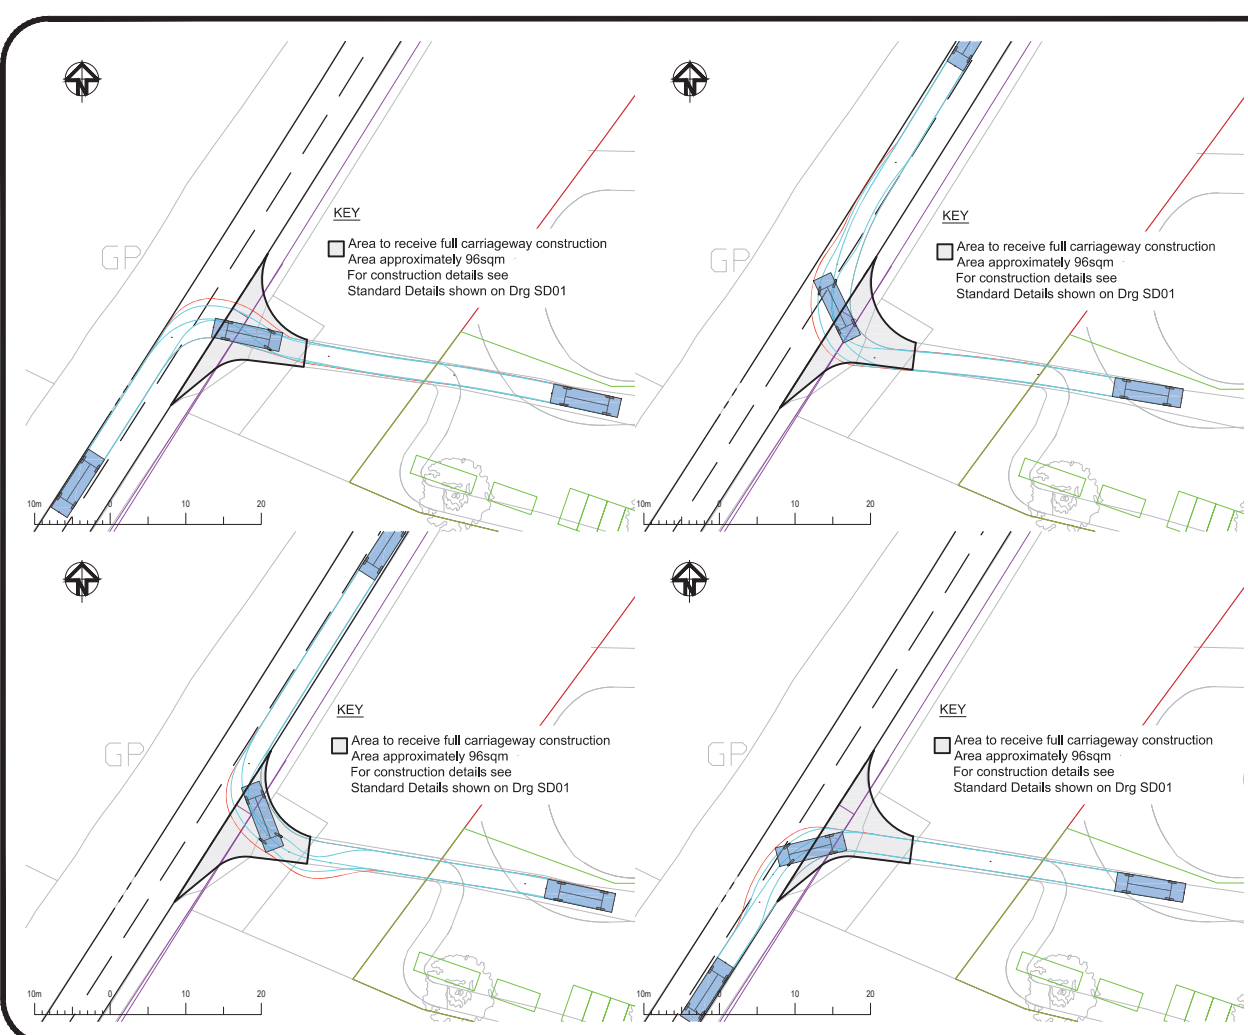 N
GP
KEY
Area to receive full carriageway construction
Area approximately 96sqm
For construction details see
Standard Details shown on Drg SD01
10m 0 10 20
N
GP
KEY
Area to receive full carriageway construction
Area approximately 96sqm
For construction details see
Standard Details shown on Drg SD01
10m 0 10 20
N
GP
KEY
Area to receive full carriageway construction
Area approximately 96sqm
For construction details see
Standard Details shown on Drg SD01
10m 0 10 20
N
GP
KEY
Area to receive full carriageway construction
Area approximately 96sqm
For construction details see
Standard Details shown on Drg SD01
10m 0 10 20